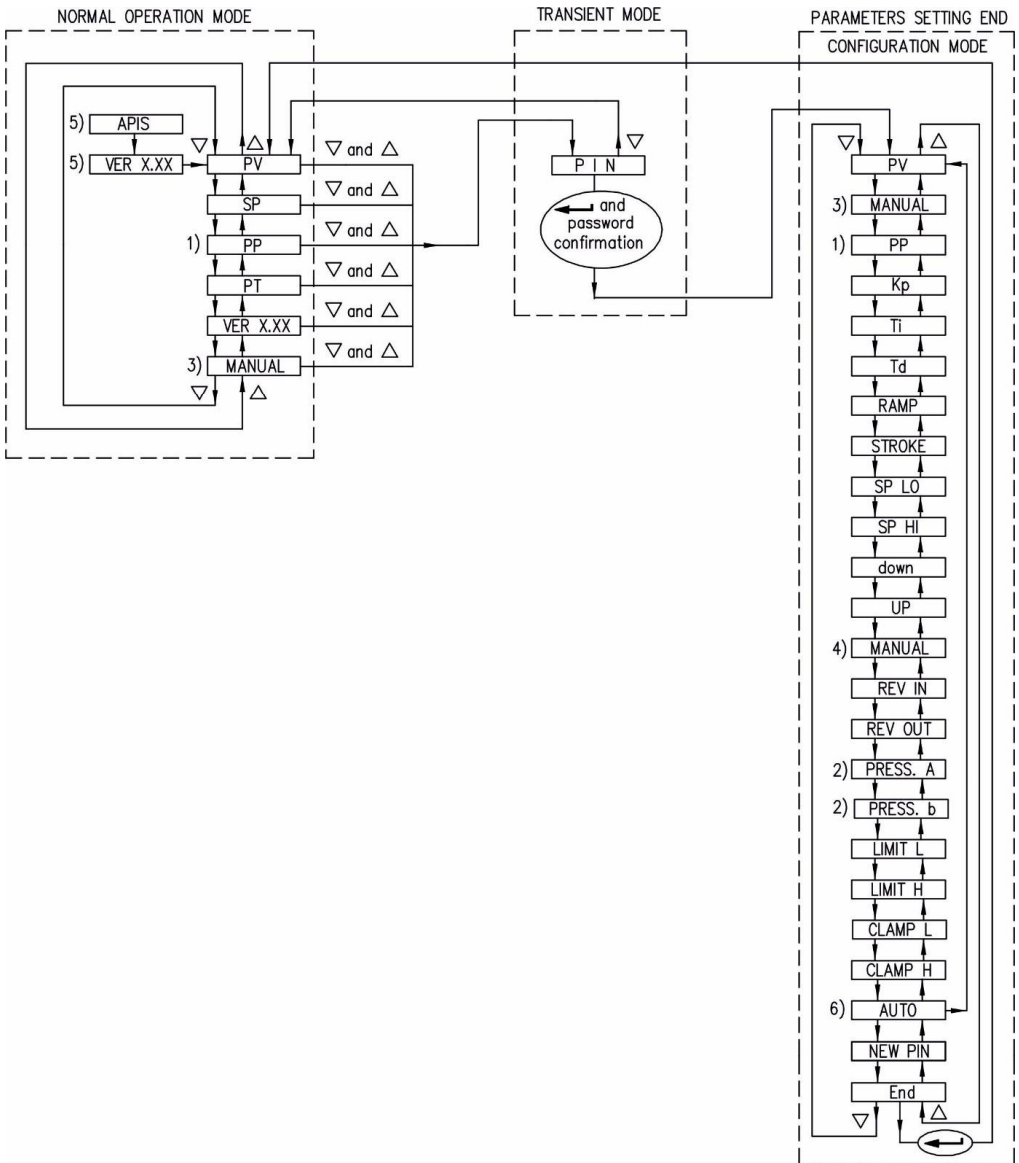 NORMAL OPERATION MODE
5) APIS
5) VER X.XX
PV
SP
1) PP
PT
VER X.XX
3) MANUAL
▽ and △
▽ and △
▽ and △
▽ and △
▽ and △
▽ and △
TRANSIENT MODE
PIN
and
password
confirmation
PARAMETERS SETTING END
CONFIGURATION MODE
PV
3) MANUAL
1) PP
Kp
Ti
Td
RAMP
STROKE
SP LO
SP HI
down
UP
4) MANUAL
REV IN
REV OUT
2) PRESS. A
2) PRESS. b
LIMIT L
LIMIT H
CLAMP L
CLAMP H
6) AUTO
NEW PIN
End